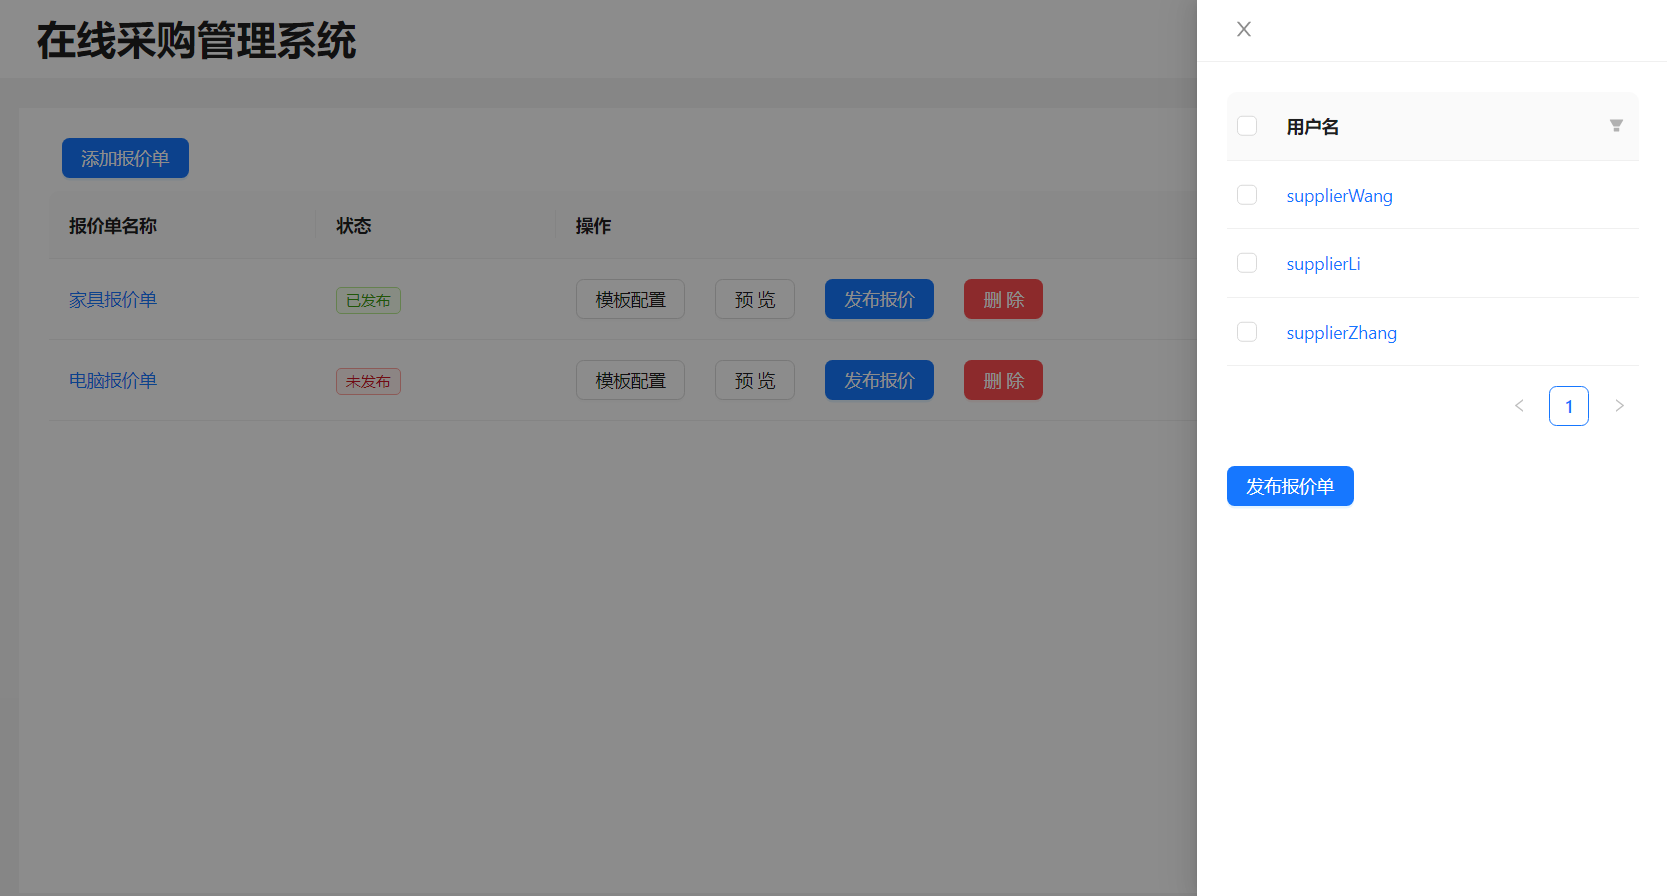 在线采购管理系统
添加报价单
报价单名称 状态 操作
家具报价单 已发布 模板配置 预 览 发布报价 删 除
电脑报价单 未发布 模板配置 预 览 发布报价 删 除
用户名
supplierWang
supplierLi
supplierZhang
1
发布报价单